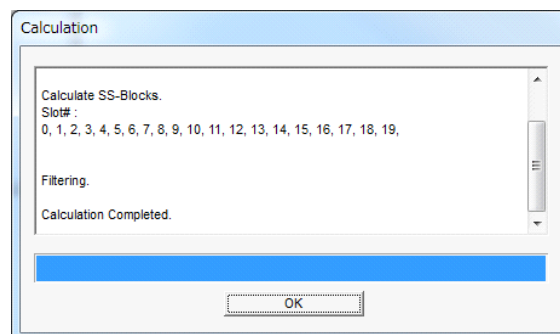 Calculation
Calculate SS-Blocks.
Slot# :
0, 1, 2, 3, 4, 5, 6, 7, 8, 9, 10, 11, 12, 13, 14, 15, 16, 17, 18, 19,
Filtering.
Calculation Completed.
OK